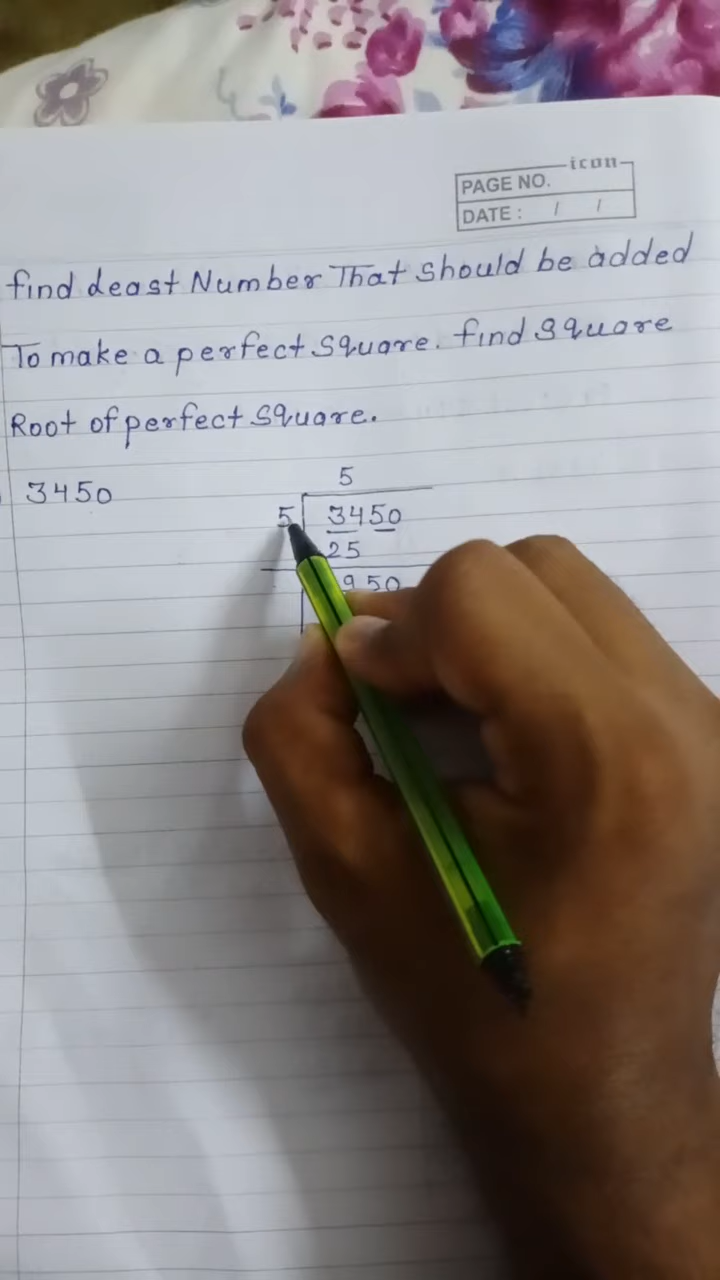 icon
PAGE NO.
DATE : / /
find Least Number That should be added
To make a perfect square. find square
Root of perfect square.
3450
5
5 3450
25
950